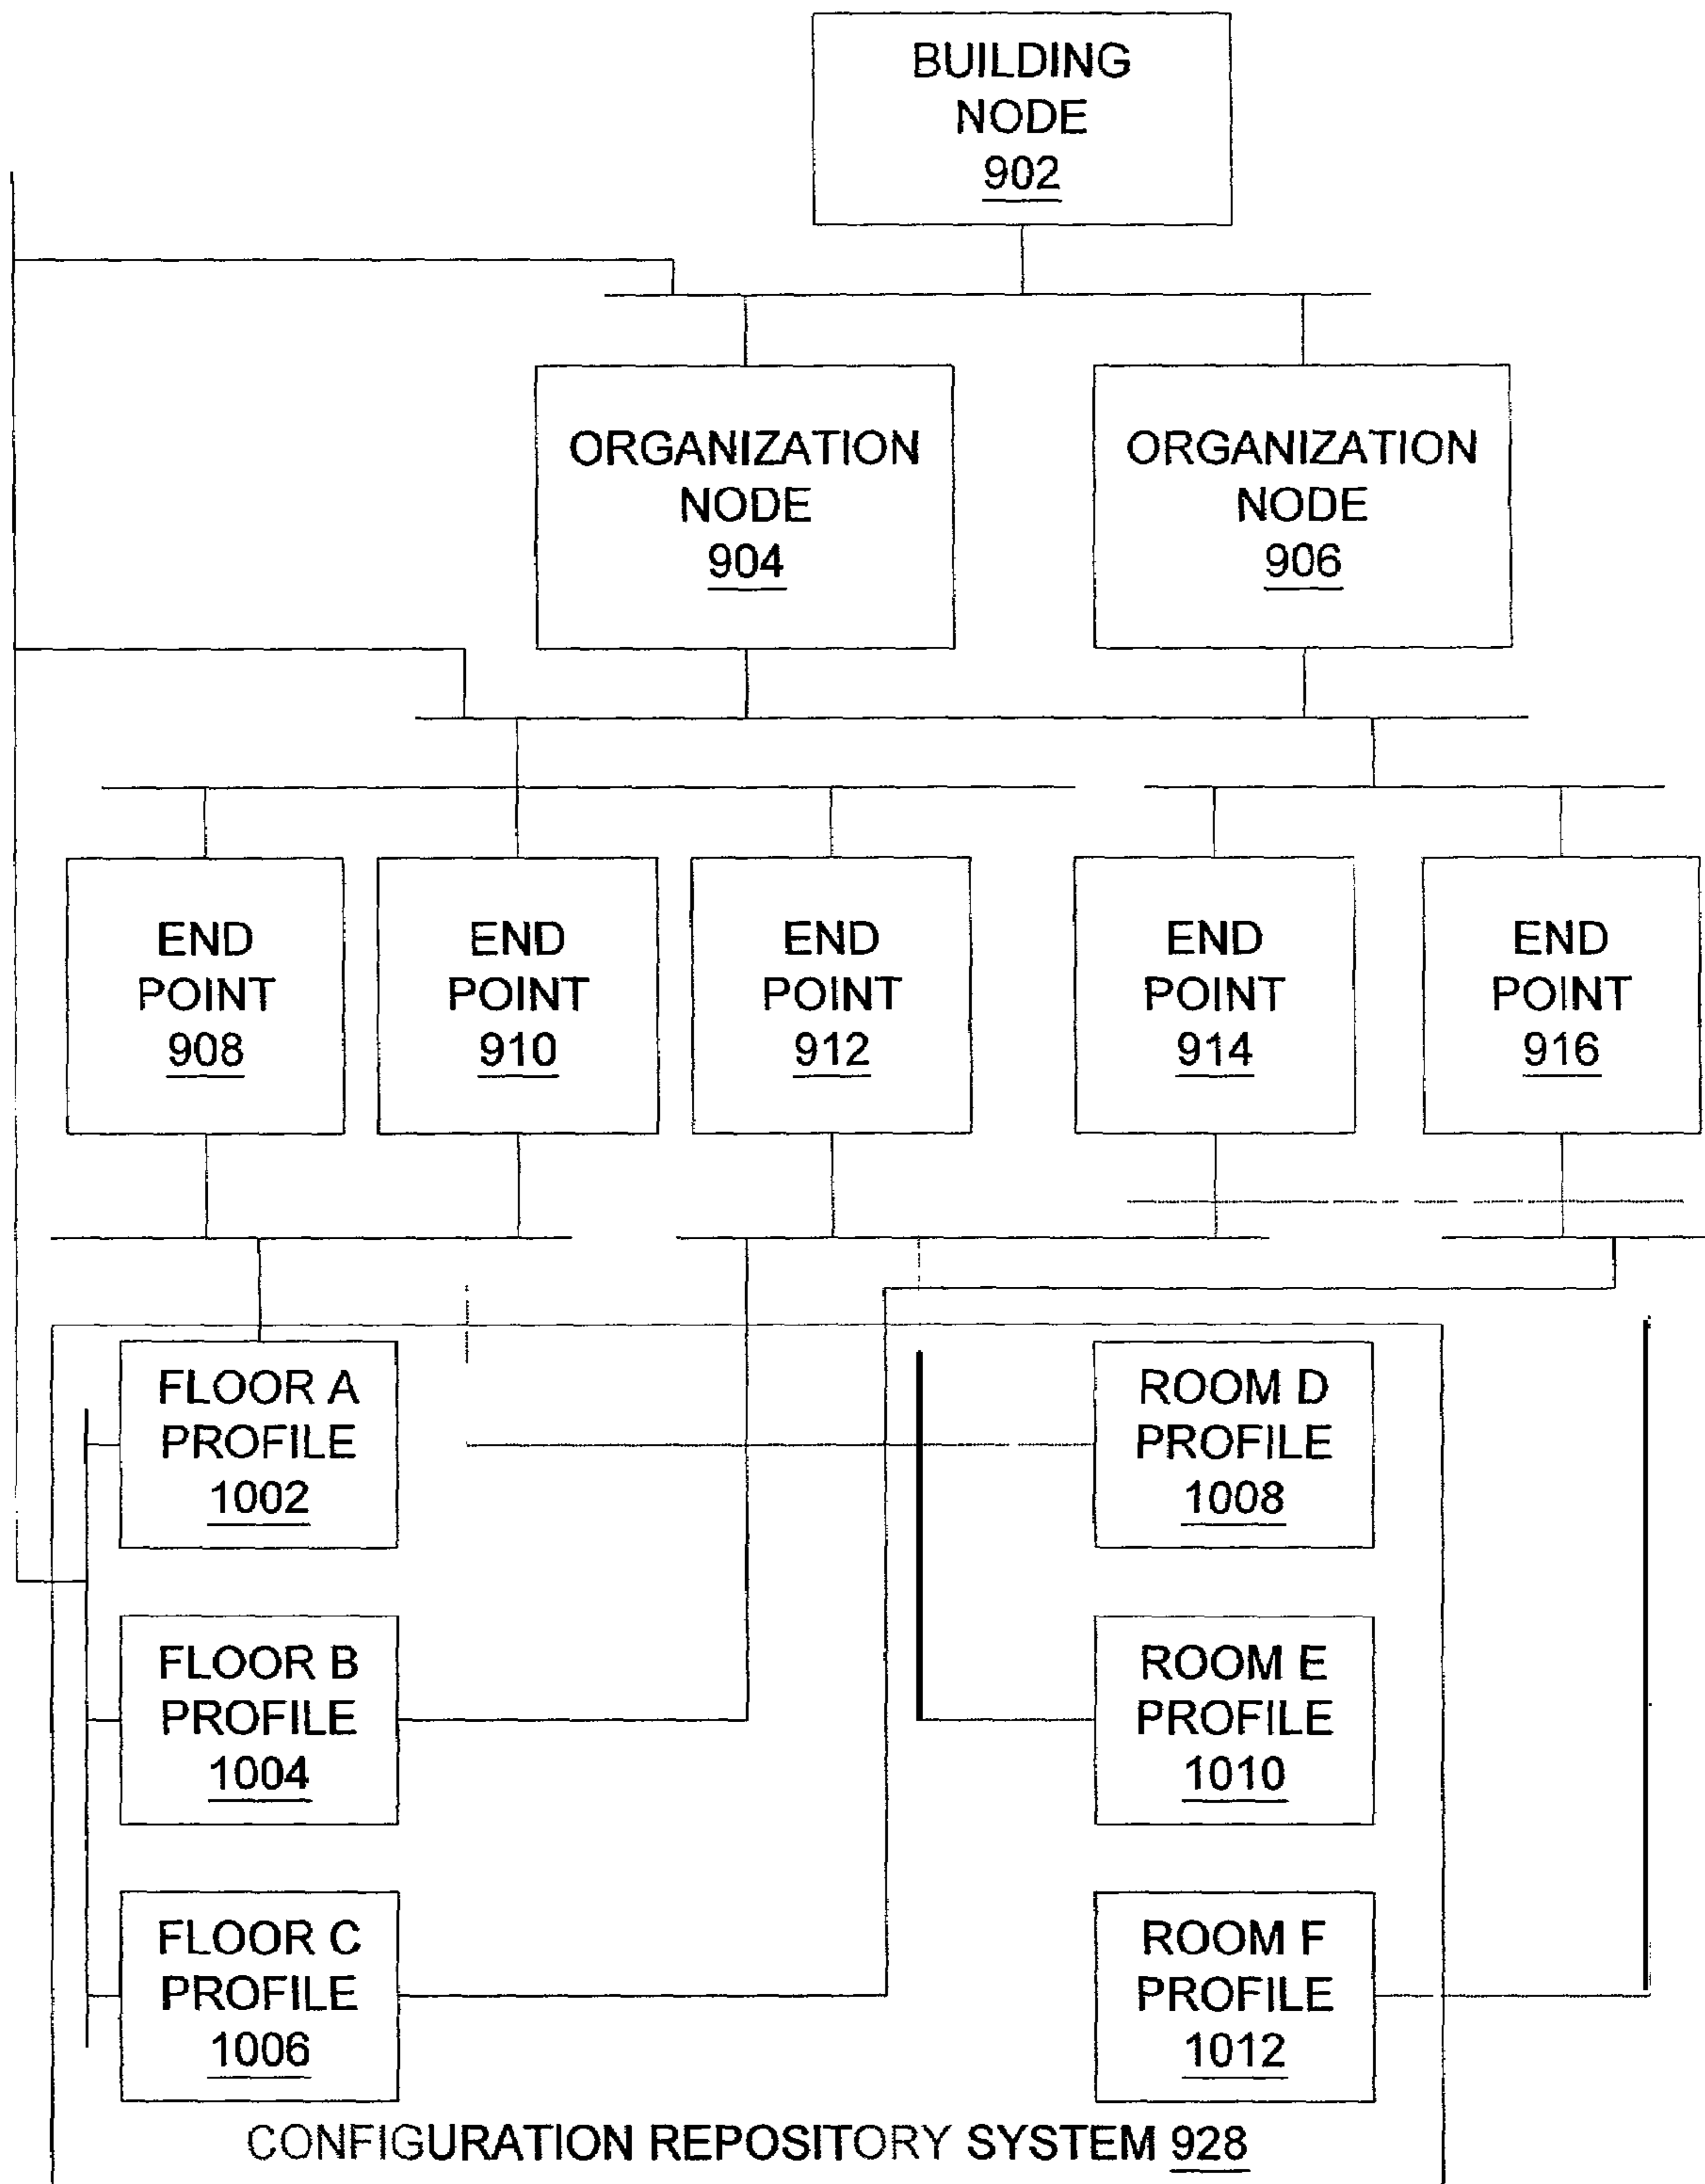 BUILDING
NODE
902
ORGANIZATION
NODE
904
ORGANIZATION
NODE
906
END
POINT
908
END
POINT
910
END
POINT
912
END
POINT
914
END
POINT
916
FLOOR A
PROFILE
1002
ROOM D
PROFILE
1008
FLOOR B
PROFILE
1004
ROOM E
PROFILE
1010
FLOOR C
PROFILE
1006
ROOM F
PROFILE
1012
CONFIGURATION REPOSITORY SYSTEM 928